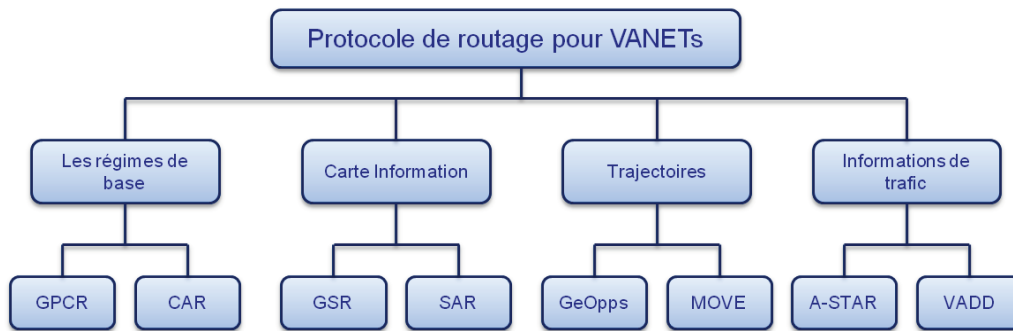 Protocole de routage pour VANETs
Les régimes de
base
Carte Information
Trajectoires
Informations de
trafic
GPCR
CAR
GSR
SAR
GeOpps
MOVE
A-STAR
VADD